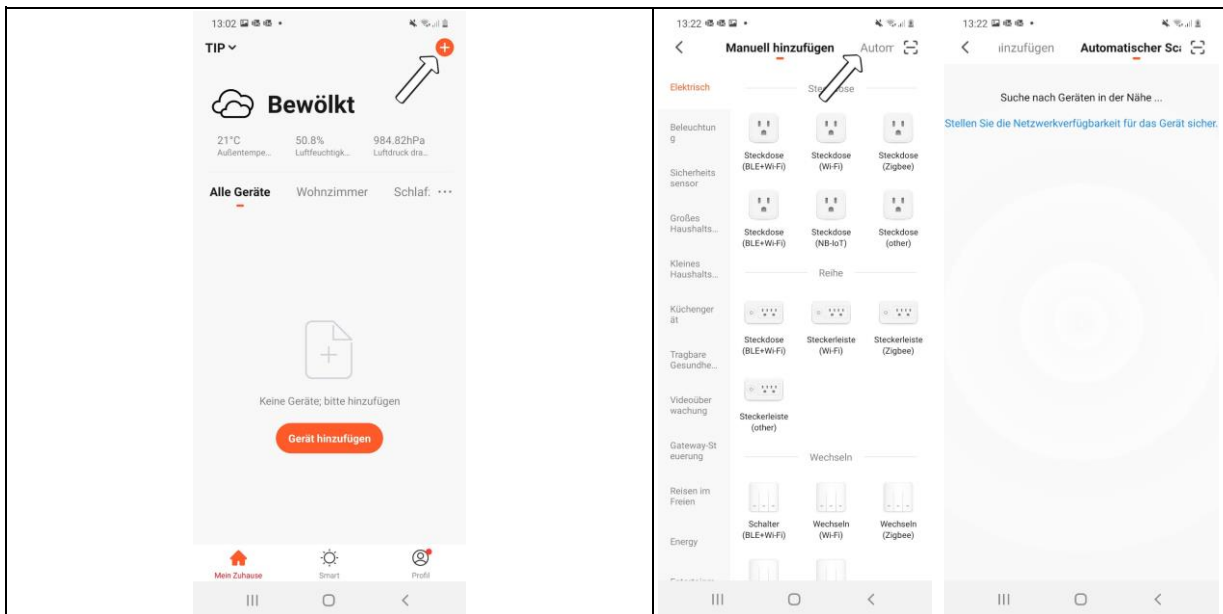 13:02
TIP
Bewölkt
21°C 50.8% 984.82hPa
Außentempe... Luftfeuchtigk... Luftdruck dra...
Alle Geräte Wohnzimmer Schlaf: ...
Keine Geräte; bitte hinzufügen
Gerät hinzufügen
Mein Zuhause Smart Profil
13:22
Manuell hinzufügen Autom
Elektrisch
Beleuchtun
g
Sicherheits
sensor
Großes
Haushalts...
Kleines
Haushalts...
Küchenger
ät
Tragbare
Gesundhe...
Videoüber
wachung
Gateway-St
euerung
Reisen im
Freien
Energy
Steckdose
Steckdose Steckdose Steckdose
(BLE+Wi-Fi) (Wi-Fi) (Zigbee)
Steckdose Steckdose Steckdose
(BLE+Wi-Fi) (NB-IoT) (other)
Reihe
Steckdose Steckerleiste Steckerleiste
(BLE+Wi-Fi) (Wi-Fi) (Zigbee)
Steckerleiste
(other)
Wechseln
Schalter Wechseln Wechseln
(BLE+Wi-Fi) (Wi-Fi) (Zigbee)
13:22
inzufügen Automatischer Sca
Suche nach Geräten in der Nähe ...
Stellen Sie die Netzwerkverfügbarkeit für das Gerät sicher.